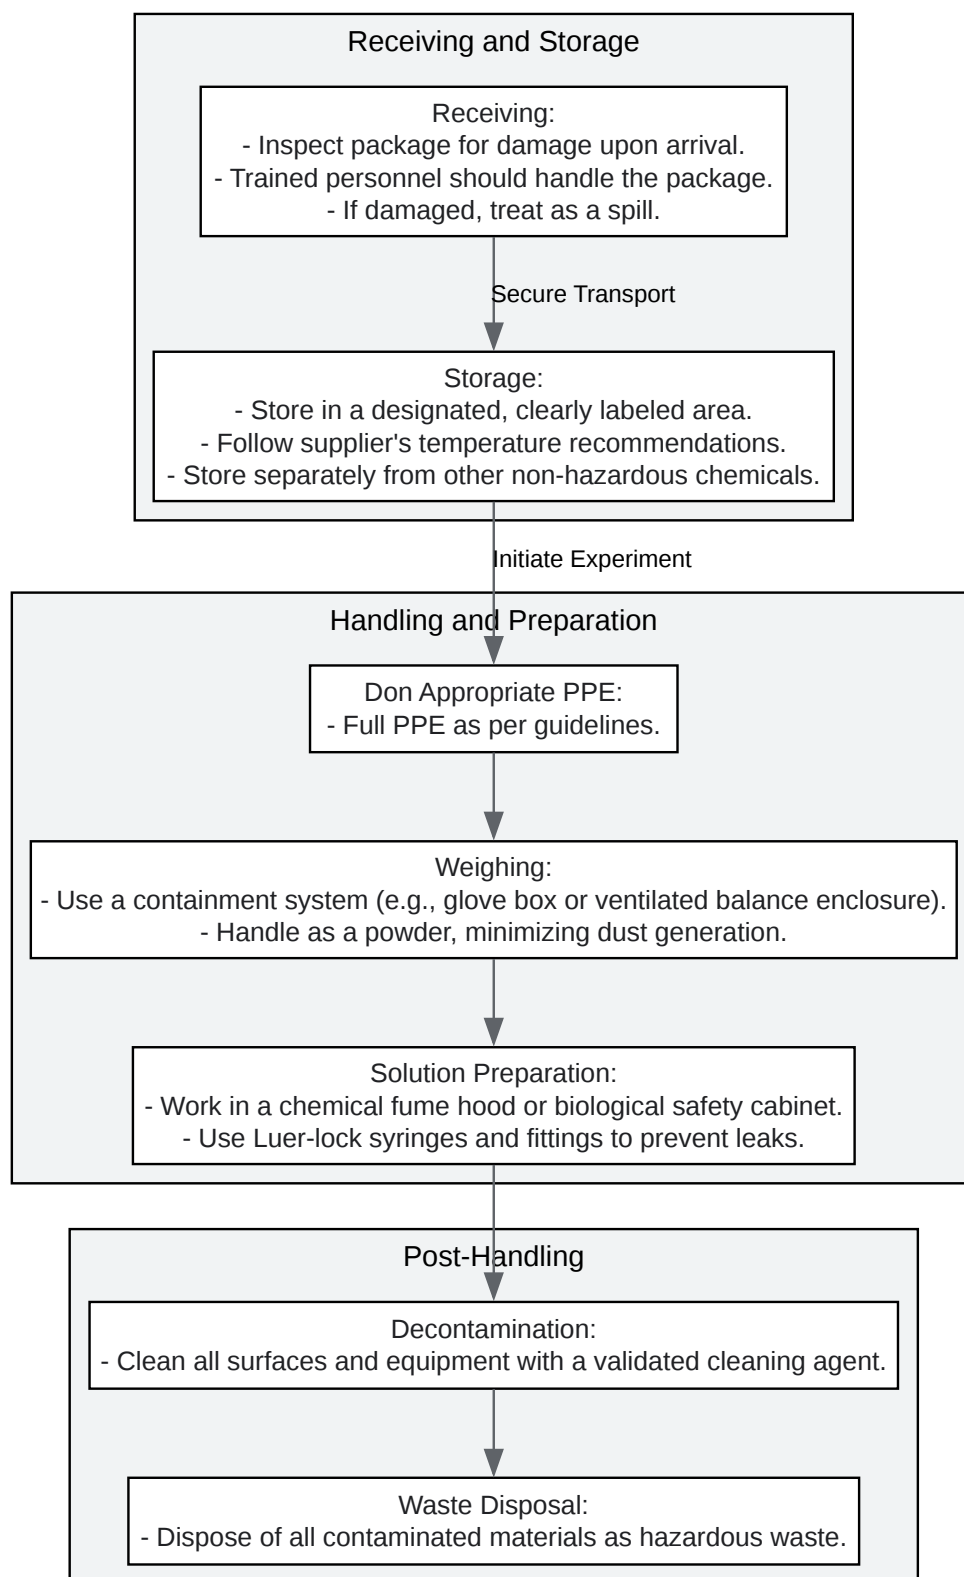 Receiving and Storage
Receiving:
- Inspect package for damage upon arrival.
- Trained personnel should handle the package.
- If damaged, treat as a spill.
Secure Transport
Storage:
- Store in a designated, clearly labeled area.
- Follow supplier's temperature recommendations.
- Store separately from other non-hazardous chemicals.
Initiate Experiment
Handling and Preparation
Don Appropriate PPE:
- Full PPE as per guidelines.
Weighing:
- Use a containment system (e.g., glove box or ventilated balance enclosure).
- Handle as a powder, minimizing dust generation.
Solution Preparation:
- Work in a chemical fume hood or biological safety cabinet.
- Use Luer-lock syringes and fittings to prevent leaks.
Post-Handling
Decontamination:
- Clean all surfaces and equipment with a validated cleaning agent.
Waste Disposal:
- Dispose of all contaminated materials as hazardous waste.